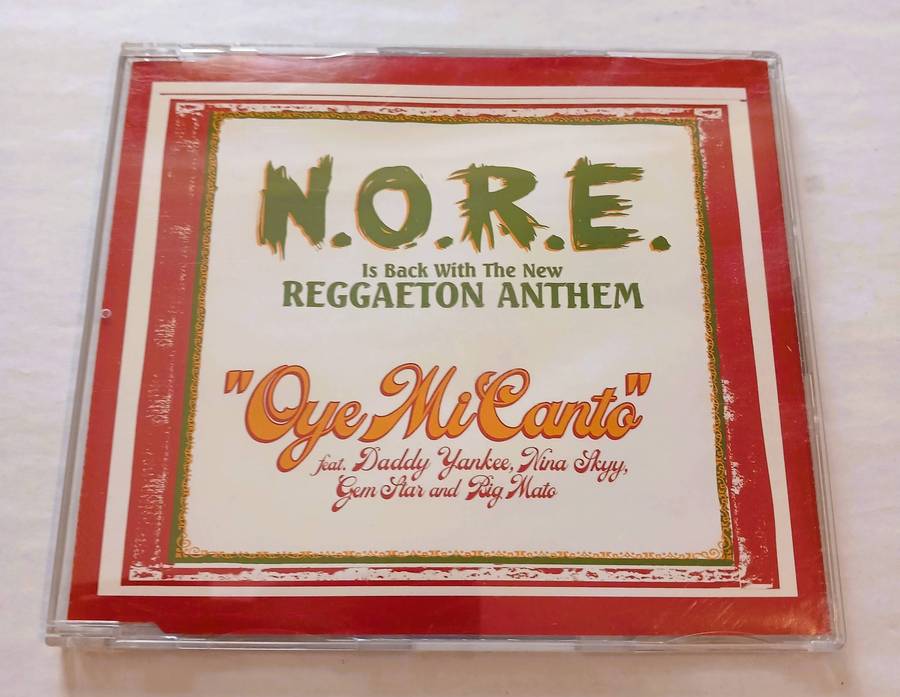 N.O.R.E.
Is Back With The New
REGGAETON ANTHEM
"Oye Mi Canto"
feat. Daddy Yankee, Nina Skyy,
Gem Star and Big Mato